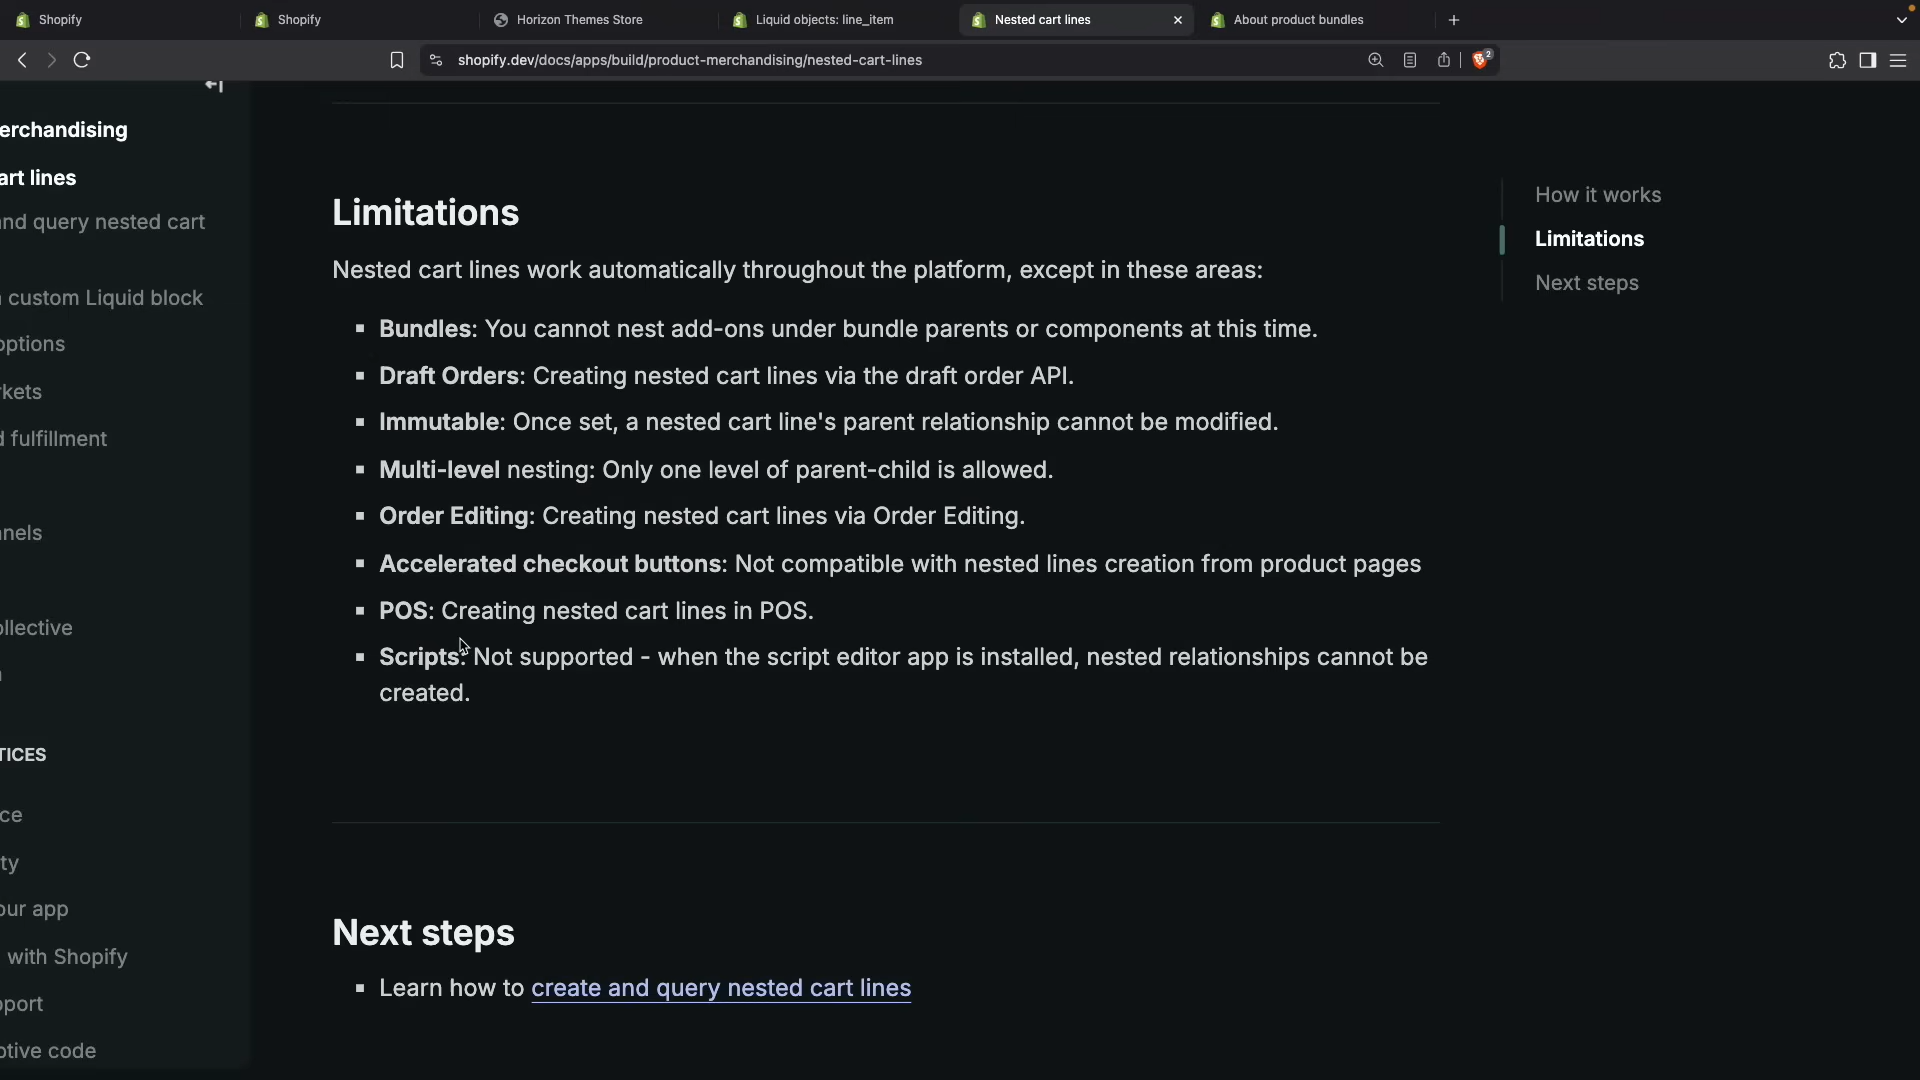 Shopify
Shopify
Horizon Themes Store
Liquid objects: line_item
Nested cart lines
About product bundles
shopify.dev/docs/apps/build/product-merchandising/nested-cart-lines
2
erchandising
art lines
and query nested cart
custom Liquid block
options
kets
d fulfillment
nels
ollective
TICES
ce
ty
our app
with Shopify
pport
ptive code
Limitations
Nested cart lines work automatically throughout the platform, except in these areas:
▪ Bundles: You cannot nest add-ons under bundle parents or components at this time.
▪ Draft Orders: Creating nested cart lines via the draft order API.
▪ Immutable: Once set, a nested cart line's parent relationship cannot be modified.
▪ Multi-level nesting: Only one level of parent-child is allowed.
▪ Order Editing: Creating nested cart lines via Order Editing.
▪ Accelerated checkout buttons: Not compatible with nested lines creation from product pages
▪ POS: Creating nested cart lines in POS.
▪ Scripts: Not supported - when the script editor app is installed, nested relationships cannot be
created.
Next steps
▪ Learn how to create and query nested cart lines
How it works
Limitations
Next steps